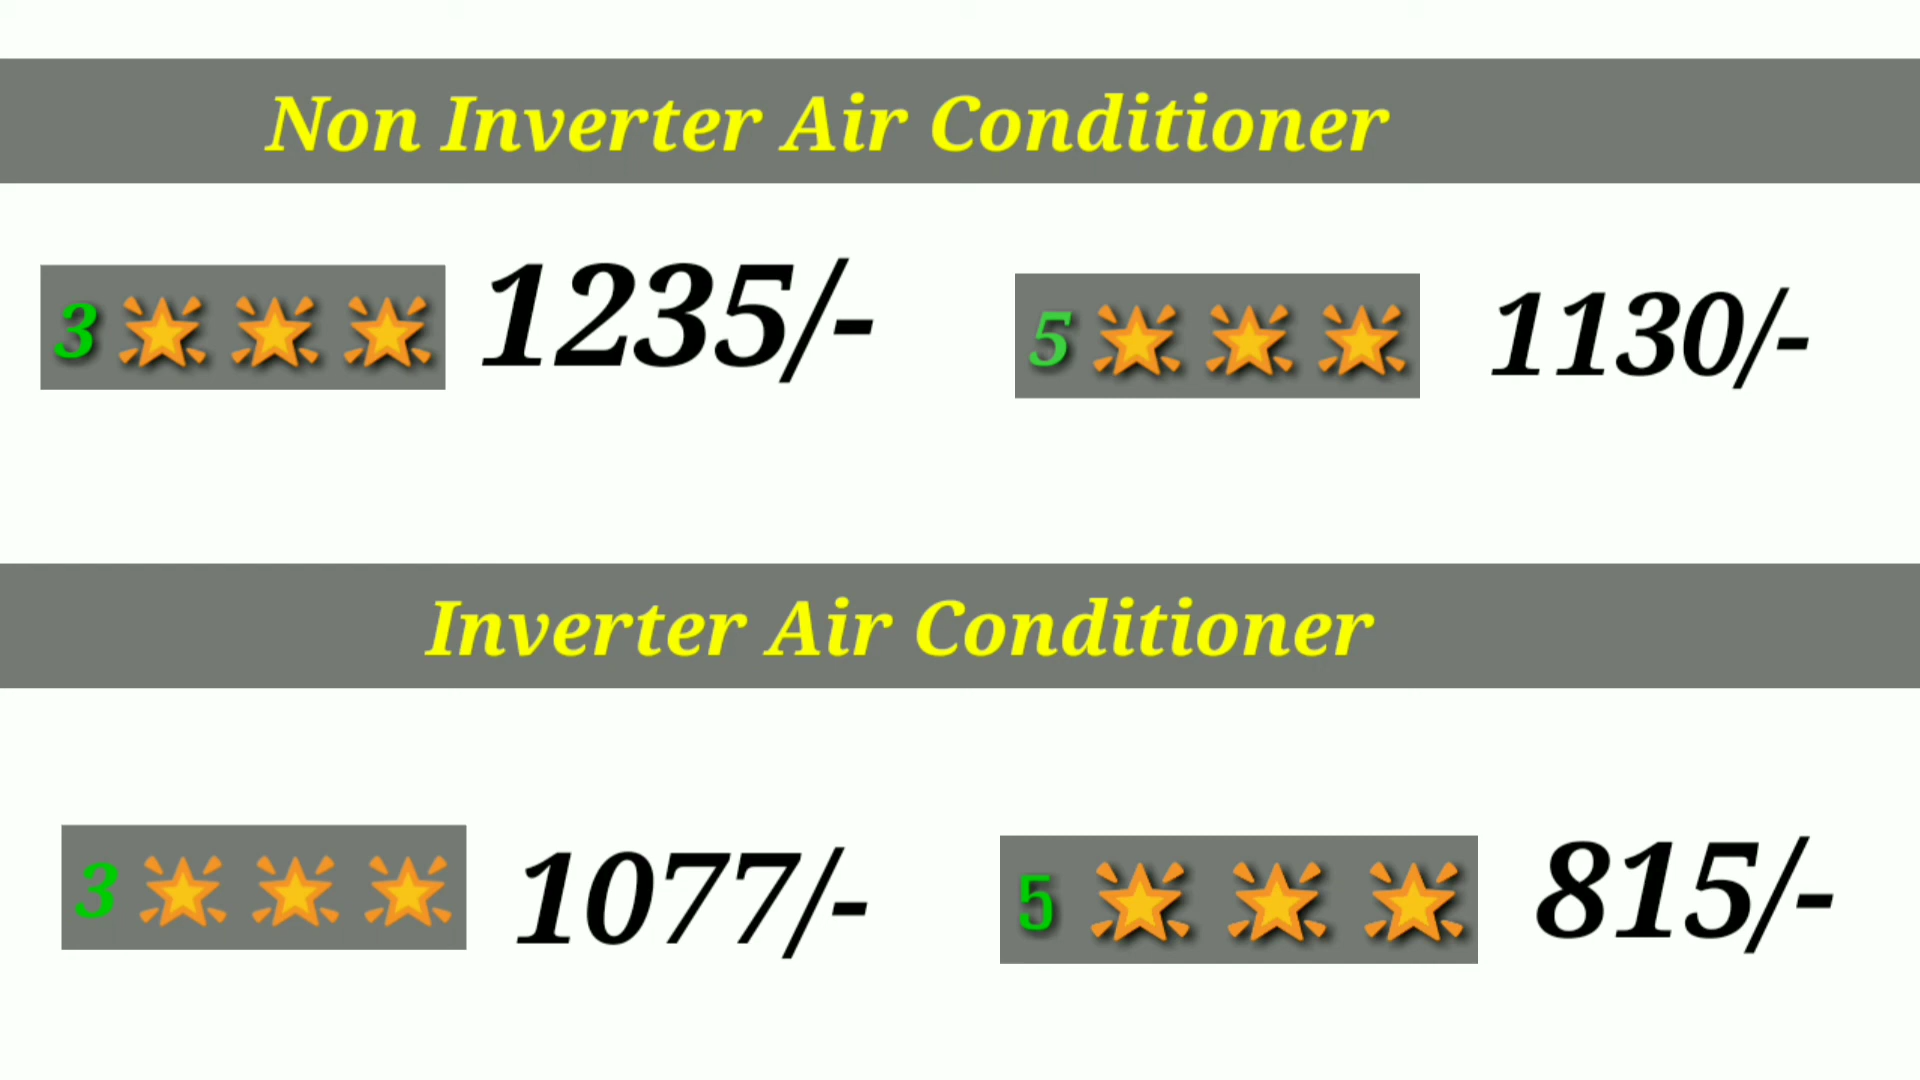 Non Inverter Air Conditioner
3 🌟 🌟 🌟 1235/-
5 🌟 🌟 🌟 1130/-
Inverter Air Conditioner
3 🌟 🌟 🌟 1077/-
5 🌟 🌟 🌟 815/-